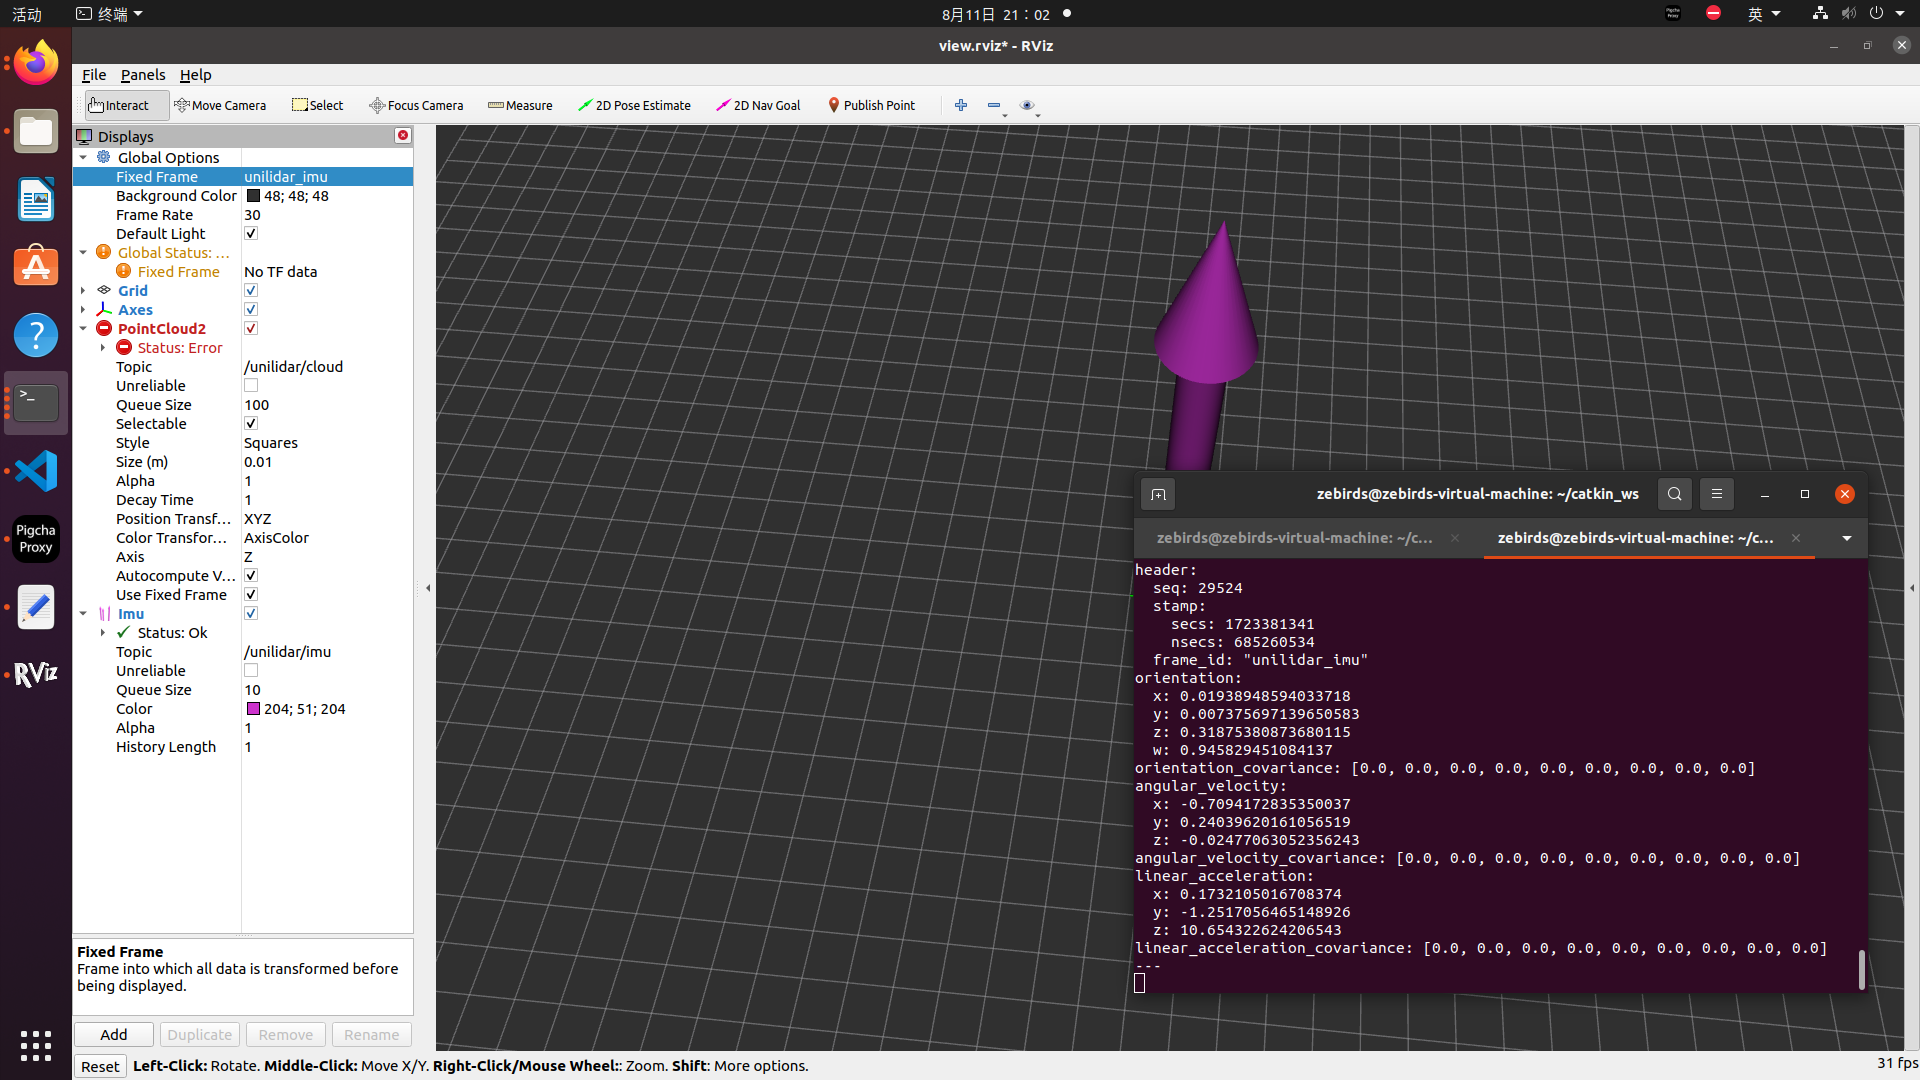 活动
终端
8月11日 21：02
Pigcha
Proxy
英
view.rviz* - RViz
File Panels Help
Interact
Move Camera
Select
Focus Camera
Measure
2D Pose Estimate
2D Nav Goal
Publish Point
Displays
Global Options
Fixed Frame unilidar_imu
Background Color 48; 48; 48
Frame Rate 30
Default Light
Global Status: ...
Fixed Frame No TF data
Grid
Axes
PointCloud2
Status: Error
Topic /unilidar/cloud
Unreliable
Queue Size 100
Selectable
Style Squares
Size (m) 0.01
Alpha 1
Decay Time 1
Position Transf... XYZ
Color Transfor... AxisColor
Axis Z
Autocompute V...
Use Fixed Frame
Imu
Status: Ok
Topic /unilidar/imu
Unreliable
Queue Size 10
Color 204; 51; 204
Alpha 1
History Length 1
Fixed Frame
Frame into which all data is transformed before
being displayed.
Add Duplicate Remove Rename
Reset Left-Click: Rotate. Middle-Click: Move X/Y. Right-Click/Mouse Wheel:: Zoom. Shift: More options.
31 fps
Pigcha
Proxy
RViz
zebirds@zebirds-virtual-machine: ~/catkin_ws
zebirds@zebirds-virtual-machine: ~/c...
zebirds@zebirds-virtual-machine: ~/c...
header:
seq: 29524
stamp:
secs: 1723381341
nsecs: 685260534
frame_id: "unilidar_imu"
orientation:
x: 0.01938948594033718
y: 0.007375697139650583
z: 0.31875380873680115
w: 0.945829451084137
orientation_covariance: [0.0, 0.0, 0.0, 0.0, 0.0, 0.0, 0.0, 0.0, 0.0]
angular_velocity:
x: -0.7094172835350037
y: 0.24039620161056519
z: -0.02477063052356243
angular_velocity_covariance: [0.0, 0.0, 0.0, 0.0, 0.0, 0.0, 0.0, 0.0, 0.0]
linear_acceleration:
x: 0.1732105016708374
y: -1.2517056465148926
z: 10.654322624206543
linear_acceleration_covariance: [0.0, 0.0, 0.0, 0.0, 0.0, 0.0, 0.0, 0.0, 0.0]
---